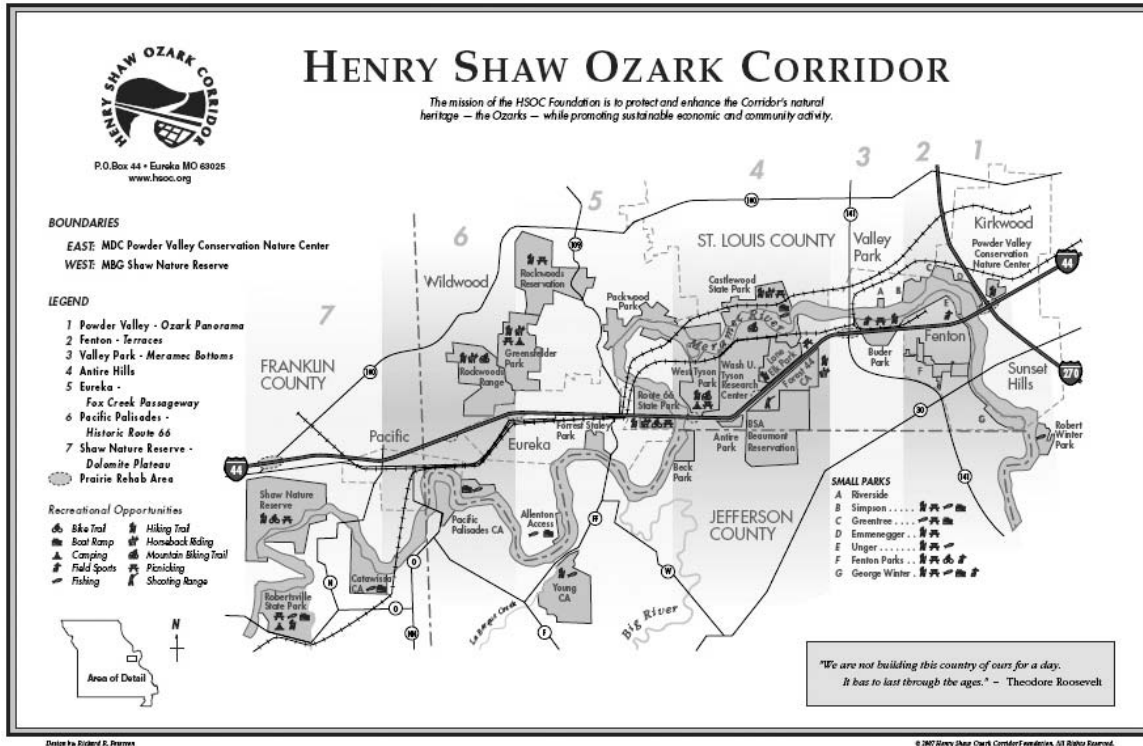 HENRY SHAW OZARK CORRIDOR
P.O.Box 44 • Eureka MO 63025
www.hsoc.org
HENRY SHAW OZARK CORRIDOR
The mission of the HSOC Foundation is to protect and enhance the Corridor's natural
heritage — the Ozarks — while promoting sustainable economic and community activity.
BOUNDARIES
EAST: MDC Powder Valley Conservation Nature Center
WEST: MBG Shaw Nature Reserve
LEGEND
1 Powder Valley - Ozark Panorama
2 Fenton - Terraces
3 Valley Park - Meramec Bottoms
4 Antire Hills
5 Eureka -
Fox Creek Passageway
6 Pacific Palisades -
Historic Route 66
7 Shaw Nature Reserve -
Dolomite Plateau
Prairie Rehab Area
Recreational Opportunities
Bike Trail Hiking Trail
Boat Ramp Horseback Riding
Camping Mountain Biking Trail
Field Sports Picnicking
Fishing Shooting Range
Area of Detail
N
1
2
3
4
5
6
7
100
109
141
44
270
Kirkwood
Powder Valley
Conservation
Nature Center
ST. LOUIS COUNTY
Valley
Park
Wildwood
Rockwoods
Reservation
Packwood
Park
Castlewood
State Park
Meramec River
A
B
C
D
E
F
G
Fenton
Sunset
Hills
Buder
Park
FRANKLIN
COUNTY
100
Rockwoods
Range
Greensfelder
Park
West Tyson
Park
Wash U.
Tyson
Research
Center
Lone
Elk Park
Forest 44
CA
Route 66
State Park
30
Pacific
Eureka
Forrest Staley
Park
Antire
Park
BSA
Beaumont
Reservation
Robert
Winter
Park
44
Beck
Park
141
Shaw Nature
Reserve
Pacific
Palisades CA
Allenton
Access
FF
JEFFERSON
COUNTY
W
Catawissa
CA
N
O
O
Young
CA
Robertsville
State Park
NN
F
La Barque Creek
Big River
SMALL PARKS
A Riverside
B Simpson . . . . .
C Greentree . . . .
D Emmenegger . .
E Unger . . . . . . .
F Fenton Parks . .
G George Winter .
"We are not building this country of ours for a day.
It has to last through the ages." – Theodore Roosevelt
© 2007 Henry Shaw Ozark Corridor Foundation. All Rights Reserved.